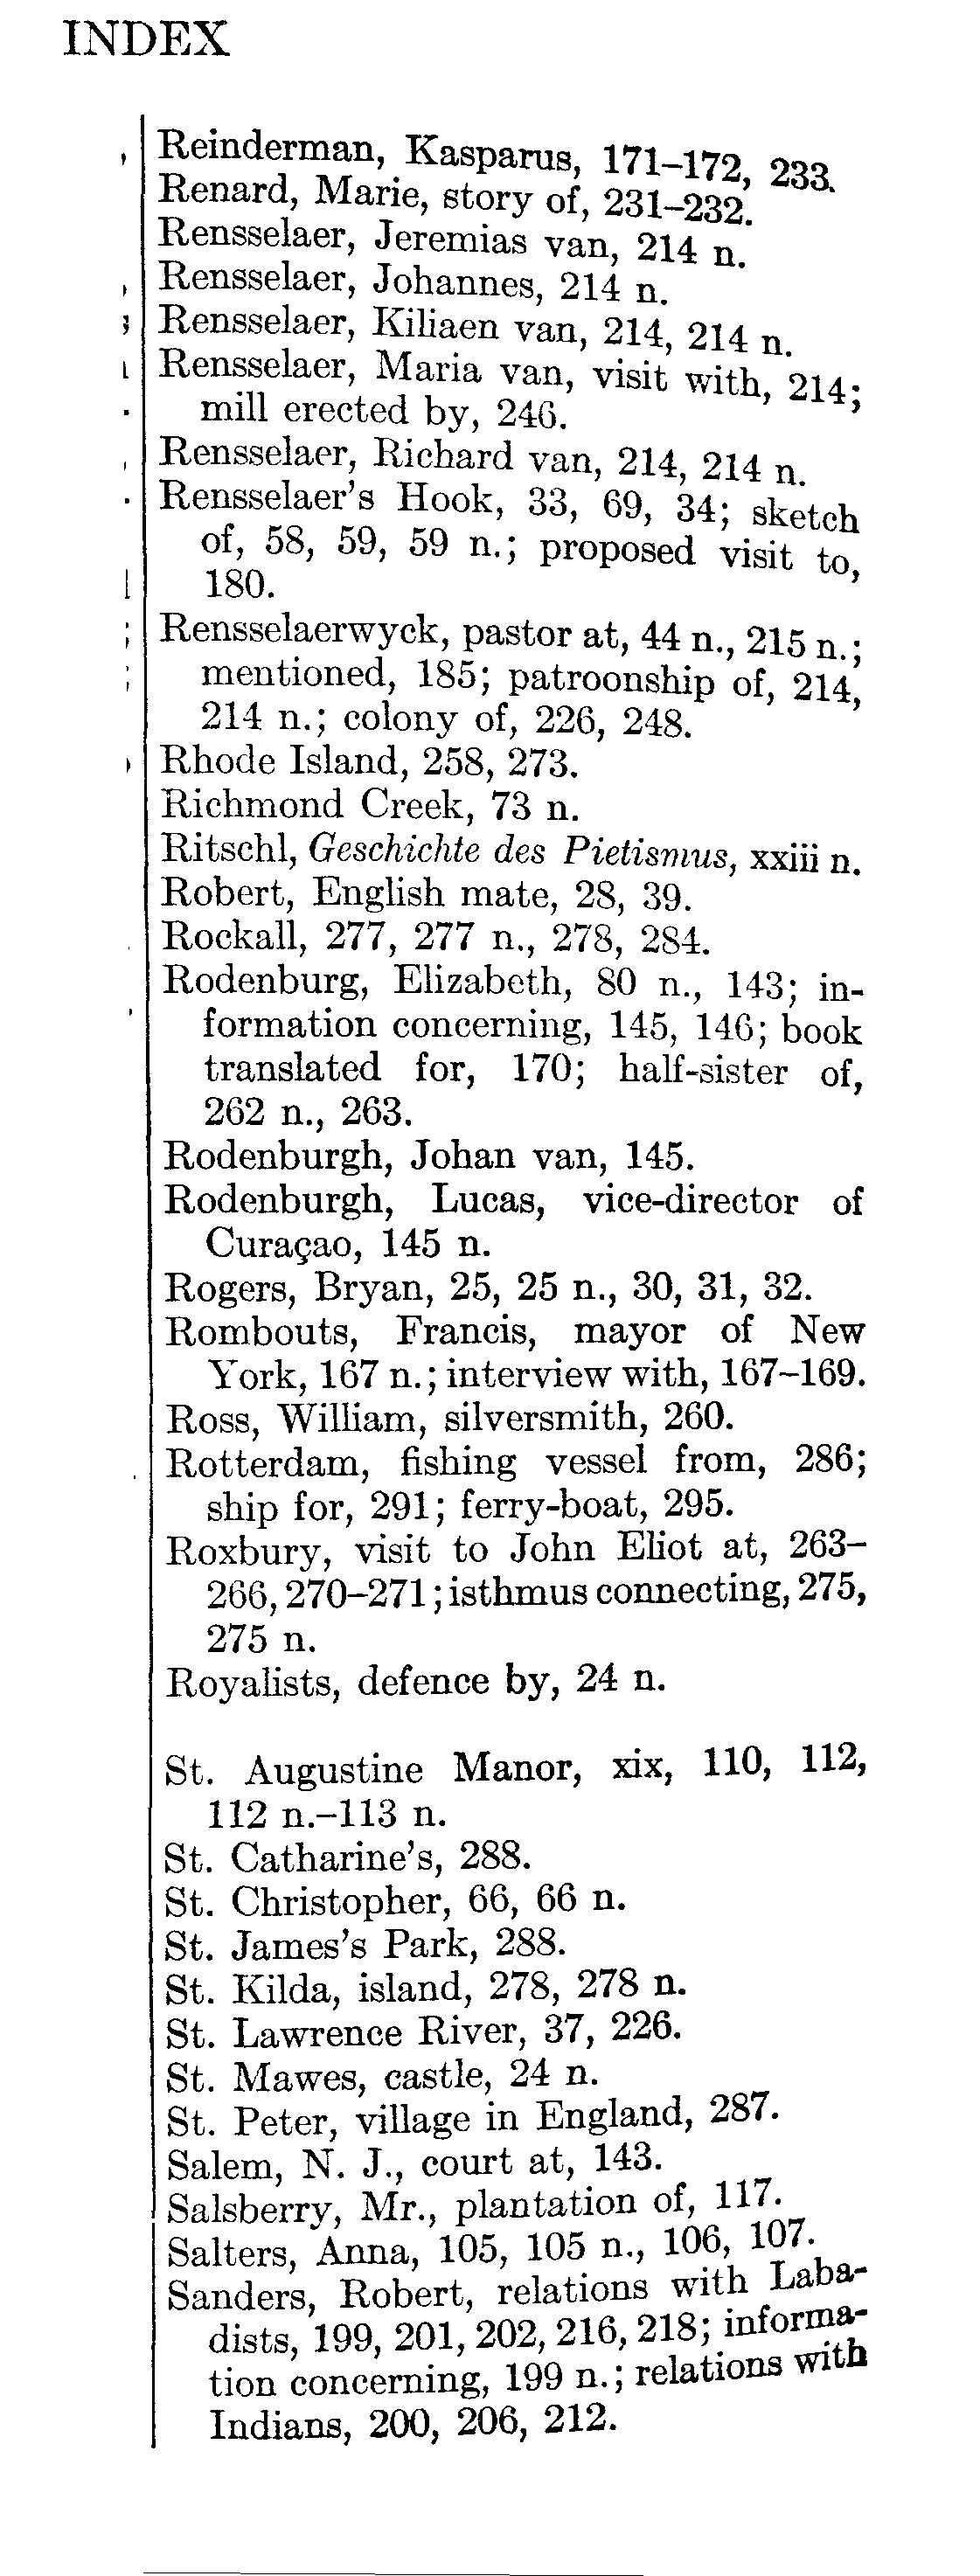 INDEX
Reinderman, Kasparus, 171–172, 233.
Renard, Marie, story of, 231–232.
Rensselaer, Jeremias van, 214 n.
Rensselaer, Johannes, 214 n.
Rensselaer, Kiliaen van, 214, 214 n.
Rensselaer, Maria van, visit with, 214;
mill erected by, 246.
Rensselaer, Richard van, 214, 214 n.
Rensselaer's Hook, 33, 69, 34; sketch
of, 58, 59, 59 n.; proposed visit to,
180.
Rensselaerwyck, pastor at, 44 n., 215 n.;
mentioned, 185; patroonship of, 214,
214 n.; colony of, 226, 248.
Rhode Island, 258, 273.
Richmond Creek, 73 n.
Ritschl, Geschichte des Pietismus, xxiii n.
Robert, English mate, 28, 39.
Rockall, 277, 277 n., 278, 284.
Rodenburg, Elizabeth, 80 n., 143; in-
formation concerning, 145, 146; book
translated for, 170; half-sister of,
262 n., 263.
Rodenburgh, Johan van, 145.
Rodenburgh, Lucas, vice-director of
Curaçao, 145 n.
Rogers, Bryan, 25, 25 n., 30, 31, 32.
Rombouts, Francis, mayor of New
York, 167 n.; interview with, 167–169.
Ross, William, silversmith, 260.
Rotterdam, fishing vessel from, 286;
ship for, 291; ferry-boat, 295.
Roxbury, visit to John Eliot at, 263–
266, 270–271; isthmus connecting, 275,
275 n.
Royalists, defence by, 24 n.
St. Augustine Manor, xix, 110, 112,
112 n.–113 n.
St. Catharine's, 288.
St. Christopher, 66, 66 n.
St. James's Park, 288.
St. Kilda, island, 278, 278 n.
St. Lawrence River, 37, 226.
St. Mawes, castle, 24 n.
St. Peter, village in England, 287.
Salem, N. J., court at, 143.
Salsberry, Mr., plantation of, 117.
Salters, Anna, 105, 105 n., 106, 107.
Sanders, Robert, relations with Laba-
dists, 199, 201, 202, 216, 218; informa-
tion concerning, 199 n.; relations with
Indians, 200, 206, 212.